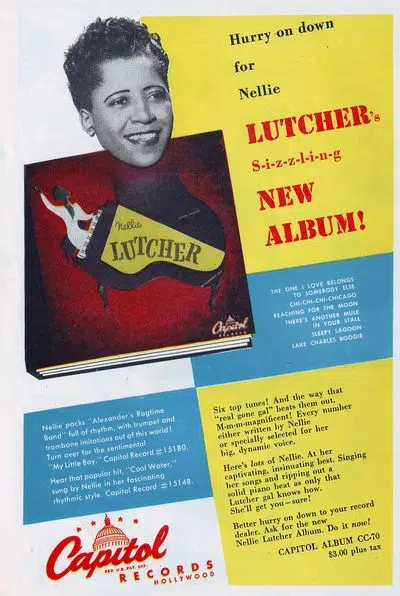 Hurry on down
for
Nellie
LUTCHER's
S-i-z-z-l-i-n-g
NEW
ALBUM!
Nellie
LUTCHER
Capitol
RECORDS
THE ONE I LOVE BELONGS
TO SOMEBODY ELSE
CHI-CHI-CHI-CHICAGO
REACHING FOR THE MOON
THERE'S ANOTHER MULE
IN YOUR STALL
SLEEPY LAGOON
LAKE CHARLES BOOGIE
Nellie packs "Alexander's Ragtime
Band" full of rhythm, with trumpet and
trombone imitations out of this world!
Turn over for the sentimental
"My Little Boy," Capitol Record #15180.
Hear that popular hit, "Cool Water,"
sung by Nellie in her fascinating
rhythmic style. Capitol Record #15148.
Six top tunes! And the way that
"real gone gal" beats them out.
M-m-m-magnificent! Every number
either written by Nellie
or specially selected for her
big, dynamic voice.
Here's lots of Nellie. At her
captivating, insinuating best. Singing
her songs and ripping out a
solid piano beat as only that
Lutcher gal knows how.
She'll get you—sure!
Better hurry on down to your record
dealer. Ask for the new
Nellie Lutcher Album. Do it now!
CAPITOL ALBUM CC-70
$3.00 plus tax
Capitol
REG. U.S. PAT. OFF.
RECORDS
HOLLYWOOD